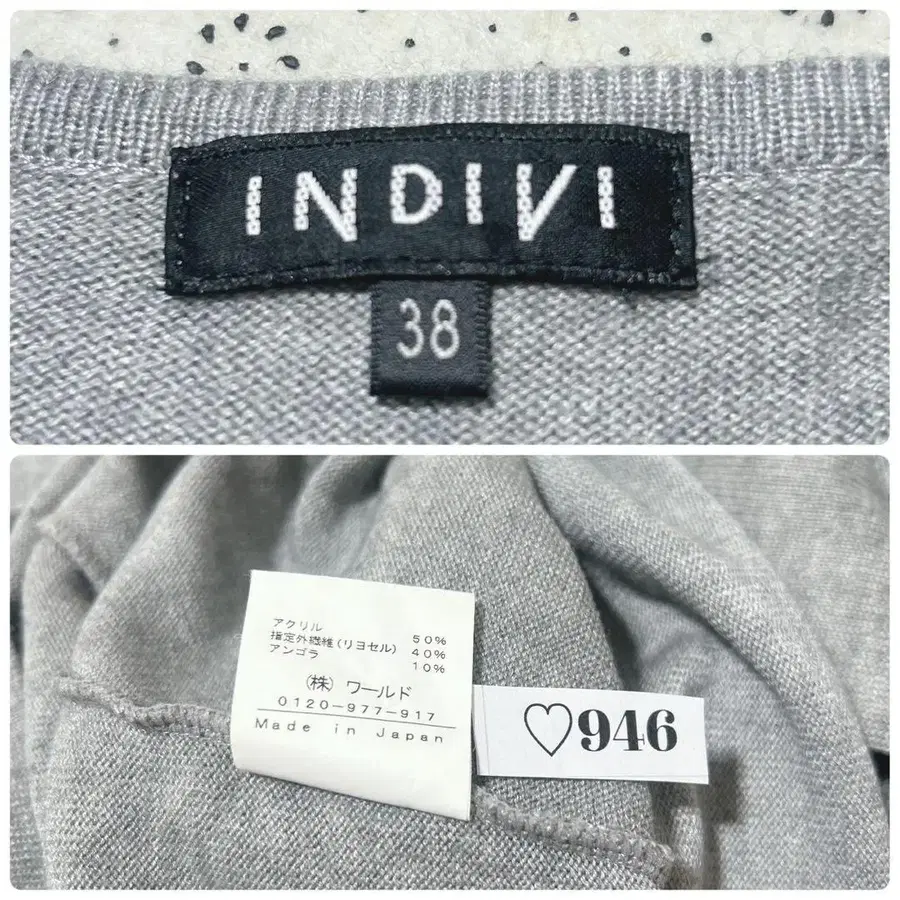 INDIVI
38
アクリル 50%
指定外繊維(リヨセル) 40%
アンゴラ 10%
(株) ワールド
0120-977-917
Made in Japan
♡946